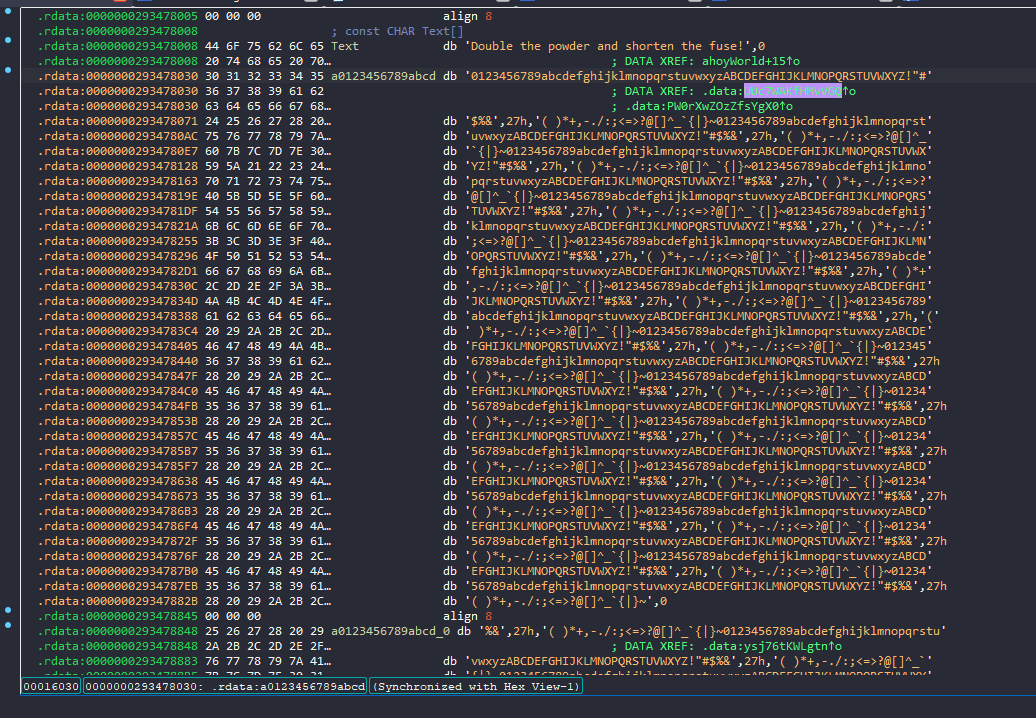 .rdata:0000000293478005 00 00 00 align 8
.rdata:0000000293478008 ; const CHAR Text[]
.rdata:0000000293478008 44 6F 75 62 6C 65 Text db 'Double the powder and shorten the fuse!',0
.rdata:0000000293478008 20 74 68 65 20 70… ; DATA XREF: ahoyWorld+15↑o
.rdata:0000000293478030 30 31 32 33 34 35 a0123456789abcd db '0123456789abcdefghijklmnopqrstuvwxyzABCDEFGHIJKLMNOPQRSTUVWXYZ!"#'
.rdata:0000000293478030 36 37 38 39 61 62 ; DATA XREF: .data:
.rdata:0000000293478030 63 64 65 66 67 68… ; .data:PW0rXwZOzZfsYgX0↑o
.rdata:0000000293478071 24 25 26 27 28 20… db '$%&',27h,'( )*+,-./:;<=>?@[]^_`{|}~0123456789abcdefghijklmnopqrst'
.rdata:00000002934780AC 75 76 77 78 79 7A… db 'uvwxyzABCDEFGHIJKLMNOPQRSTUVWXYZ!"#$%&',27h,'( )*+,-./:;<=>?@[]^_'
.rdata:00000002934780E7 60 7B 7C 7D 7E 30… db '`{|}~0123456789abcdefghijklmnopqrstuvwxyzABCDEFGHIJKLMNOPQRSTUVWX'
.rdata:0000000293478128 59 5A 21 22 23 24… db 'YZ!"#$%&',27h,'( )*+,-./:;<=>?@[]^_`{|}~0123456789abcdefghijklmno'
.rdata:0000000293478163 70 71 72 73 74 75… db 'pqrstuvwxyzABCDEFGHIJKLMNOPQRSTUVWXYZ!"#$%&',27h,'( )*+,-./:;<=>?'
.rdata:000000029347819E 40 5B 5D 5E 5F 60… db '@[]^_`{|}~0123456789abcdefghijklmnopqrstuvwxyzABCDEFGHIJKLMNOPQRS'
.rdata:00000002934781DF 54 55 56 57 58 59… db 'TUVWXYZ!"#$%&',27h,'( )*+,-./:;<=>?@[]^_`{|}~0123456789abcdefghij'
.rdata:000000029347821A 6B 6C 6D 6E 6F 70… db 'klmnopqrstuvwxyzABCDEFGHIJKLMNOPQRSTUVWXYZ!"#$%&',27h,'( )*+,-./:'
.rdata:0000000293478255 3B 3C 3D 3E 3F 40… db ';<=>?@[]^_`{|}~0123456789abcdefghijklmnopqrstuvwxyzABCDEFGHIJKLMN'
.rdata:0000000293478296 4F 50 51 52 53 54… db 'OPQRSTUVWXYZ!"#$%&',27h,'( )*+,-./:;<=>?@[]^_`{|}~0123456789abcde'
.rdata:00000002934782D1 66 67 68 69 6A 6B… db 'fghijklmnopqrstuvwxyzABCDEFGHIJKLMNOPQRSTUVWXYZ!"#$%&',27h,'( )*+'
.rdata:000000029347830C 2C 2D 2E 2F 3A 3B… db ',-./:;<=>?@[]^_`{|}~0123456789abcdefghijklmnopqrstuvwxyzABCDEFGHI'
.rdata:000000029347834D 4A 4B 4C 4D 4E 4F… db 'JKLMNOPQRSTUVWXYZ!"#$%&',27h,'( )*+,-./:;<=>?@[]^_`{|}~0123456789'
.rdata:0000000293478388 61 62 63 64 65 66… db 'abcdefghijklmnopqrstuvwxyzABCDEFGHIJKLMNOPQRSTUVWXYZ!"#$%&',27h,'('
.rdata:00000002934783C4 20 29 2A 2B 2C 2D… db ' )*+,-./:;<=>?@[]^_`{|}~0123456789abcdefghijklmnopqrstuvwxyzABCDE'
.rdata:0000000293478405 46 47 48 49 4A 4B… db 'FGHIJKLMNOPQRSTUVWXYZ!"#$%&',27h,'( )*+,-./:;<=>?@[]^_`{|}~012345'
.rdata:0000000293478440 36 37 38 39 61 62… db '6789abcdefghijklmnopqrstuvwxyzABCDEFGHIJKLMNOPQRSTUVWXYZ!"#$%&',27h
.rdata:000000029347847F 28 20 29 2A 2B 2C… db '( )*+,-./:;<=>?@[]^_`{|}~0123456789abcdefghijklmnopqrstuvwxyzABCD'
.rdata:00000002934784C0 45 46 47 48 49 4A… db 'EFGHIJKLMNOPQRSTUVWXYZ!"#$%&',27h,'( )*+,-./:;<=>?@[]^_`{|}~01234'
.rdata:00000002934784FB 35 36 37 38 39 61… db '56789abcdefghijklmnopqrstuvwxyzABCDEFGHIJKLMNOPQRSTUVWXYZ!"#$%&',27h
.rdata:000000029347853B 28 20 29 2A 2B 2C… db '( )*+,-./:;<=>?@[]^_`{|}~0123456789abcdefghijklmnopqrstuvwxyzABCD'
.rdata:000000029347857C 45 46 47 48 49 4A… db 'EFGHIJKLMNOPQRSTUVWXYZ!"#$%&',27h,'( )*+,-./:;<=>?@[]^_`{|}~01234'
.rdata:00000002934785B7 35 36 37 38 39 61… db '56789abcdefghijklmnopqrstuvwxyzABCDEFGHIJKLMNOPQRSTUVWXYZ!"#$%&',27h
.rdata:00000002934785F7 28 20 29 2A 2B 2C… db '( )*+,-./:;<=>?@[]^_`{|}~0123456789abcdefghijklmnopqrstuvwxyzABCD'
.rdata:0000000293478638 45 46 47 48 49 4A… db 'EFGHIJKLMNOPQRSTUVWXYZ!"#$%&',27h,'( )*+,-./:;<=>?@[]^_`{|}~01234'
.rdata:0000000293478673 35 36 37 38 39 61… db '56789abcdefghijklmnopqrstuvwxyzABCDEFGHIJKLMNOPQRSTUVWXYZ!"#$%&',27h
.rdata:00000002934786B3 28 20 29 2A 2B 2C… db '( )*+,-./:;<=>?@[]^_`{|}~0123456789abcdefghijklmnopqrstuvwxyzABCD'
.rdata:00000002934786F4 45 46 47 48 49 4A… db 'EFGHIJKLMNOPQRSTUVWXYZ!"#$%&',27h,'( )*+,-./:;<=>?@[]^_`{|}~01234'
.rdata:000000029347872F 35 36 37 38 39 61… db '56789abcdefghijklmnopqrstuvwxyzABCDEFGHIJKLMNOPQRSTUVWXYZ!"#$%&',27h
.rdata:000000029347876F 28 20 29 2A 2B 2C… db '( )*+,-./:;<=>?@[]^_`{|}~0123456789abcdefghijklmnopqrstuvwxyzABCD'
.rdata:00000002934787B0 45 46 47 48 49 4A… db 'EFGHIJKLMNOPQRSTUVWXYZ!"#$%&',27h,'( )*+,-./:;<=>?@[]^_`{|}~01234'
.rdata:00000002934787EB 35 36 37 38 39 61… db '56789abcdefghijklmnopqrstuvwxyzABCDEFGHIJKLMNOPQRSTUVWXYZ!"#$%&',27h
.rdata:000000029347882B 28 20 29 2A 2B 2C… db '( )*+,-./:;<=>?@[]^_`{|}~',0
.rdata:0000000293478845 00 00 00 align 8
.rdata:0000000293478848 25 26 27 28 20 29 a0123456789abcd_0 db '%&',27h,'( )*+,-./:;<=>?@[]^_`{|}~0123456789abcdefghijklmnopqrstu'
.rdata:0000000293478848 2A 2B 2C 2D 2E 2F… ; DATA XREF: .data:ysj76tKWLgtn↑o
.rdata:0000000293478883 76 77 78 79 7A 41… db 'vwxyzABCDEFGHIJKLMNOPQRSTUVWXYZ!"#$%&',27h,'( )*+,-./:;<=>?@[]^_`'
00016030 0000000293478030: .rdata:a0123456789abcd (Synchronized with Hex View-1)